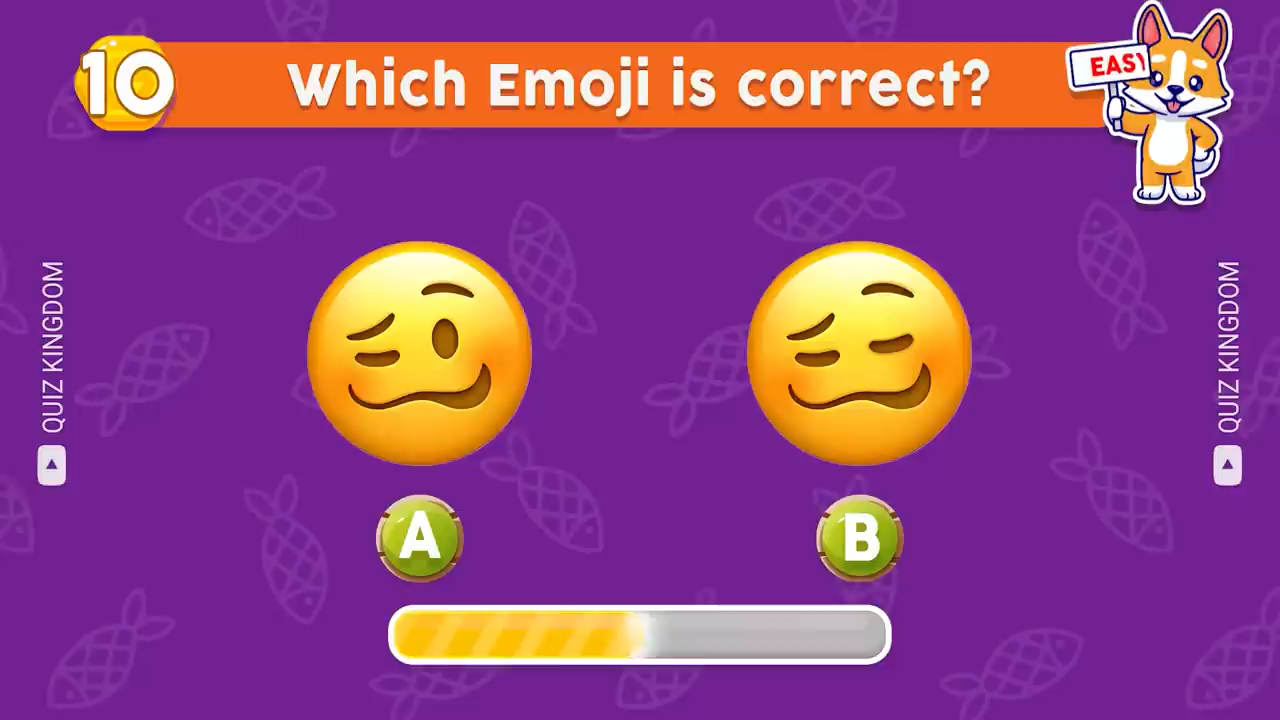 10
Which Emoji is correct?
EASY
QUIZ KINGDOM
QUIZ KINGDOM
A
B